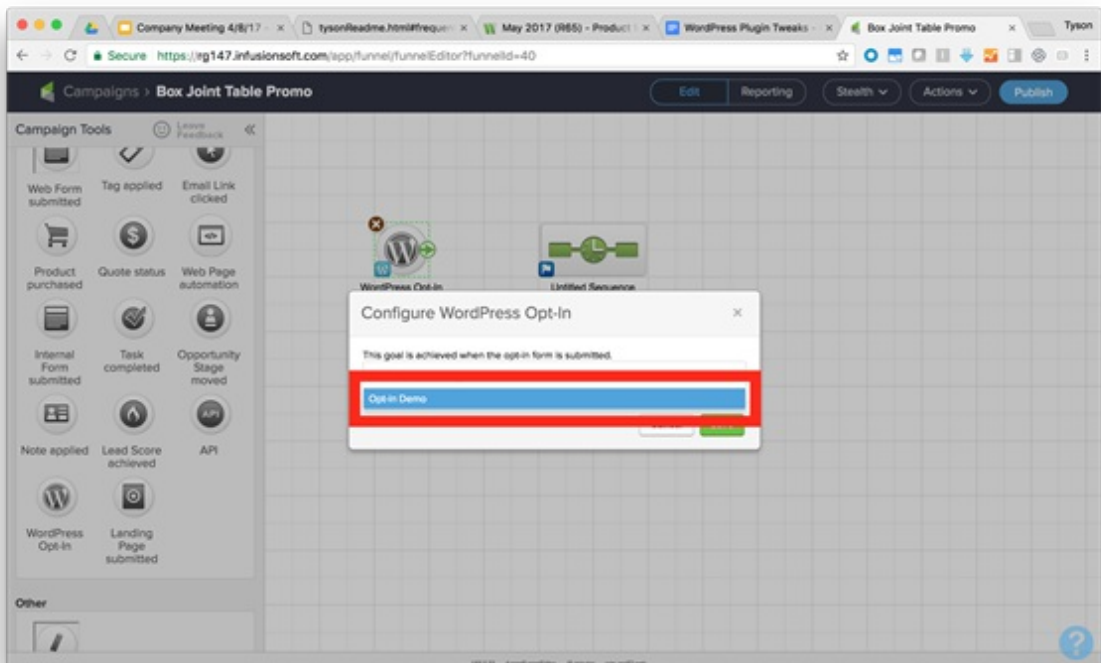 Company Meeting 4/8/17 -
tysonReadme.html#frequen
May 2017 (R65) - Product
WordPress Plugin Tweaks -
Box Joint Table Promo
Tyson
Secure https://rg147.infusionsoft.com/app/funnel/funnelEditor?funnelId=40
Campaigns > Box Joint Table Promo
Edit
Reporting
Stealth
Actions
Publish
Campaign Tools
Leave Feedback
Web Form submitted
Tag applied
Email Link clicked
Product purchased
Quote status
Web Page automation
Internal Form submitted
Task completed
Opportunity Stage moved
Note applied
Lead Score achieved
API
API
WordPress Opt-In
Landing Page submitted
Other
WordPress Opt-In
Untitled Sequence
Configure WordPress Opt-In
This goal is achieved when the opt-in form is submitted.
Opt-in Demo